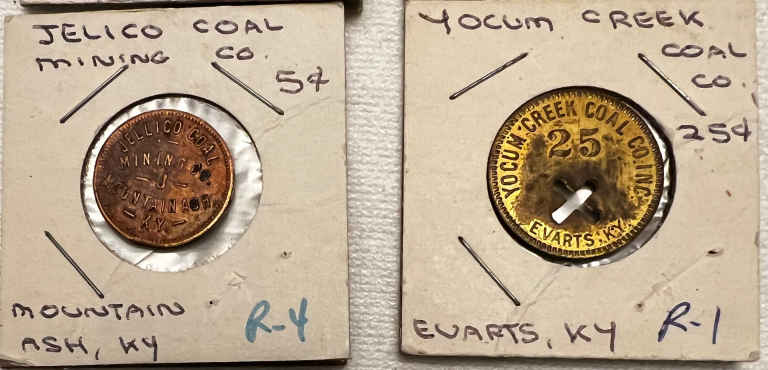 JELICO COAL
MINING CO.
5¢
JELLICO COAL
MINING
J
MOUNTAIN ASH,
KY.
MOUNTAIN
ASH, KY
R-4
YOCUM CREEK
COAL
CO.
25¢
YOCUM CREEK COAL CO. INC.
25
EVARTS, KY.
EVARTS, KY
R-1